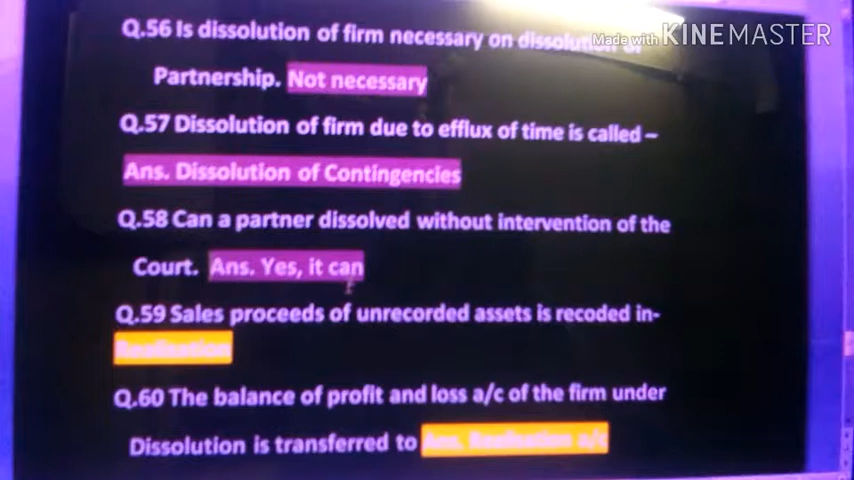 Q.56 Is dissolution of firm necessary on dissolution of
Made with KINEMASTER
Partnership. Not necessary
Q.57 Dissolution of firm due to efflux of time is called –
Ans. Dissolution of Contingencies
Q.58 Can a partner dissolved without intervention of the
Court. Ans. Yes, it can
Q.59 Sales proceeds of unrecorded assets is recoded in-
Realisation
Q.60 The balance of profit and loss a/c of the firm under
Dissolution is transferred to Ans. Realisation a/c